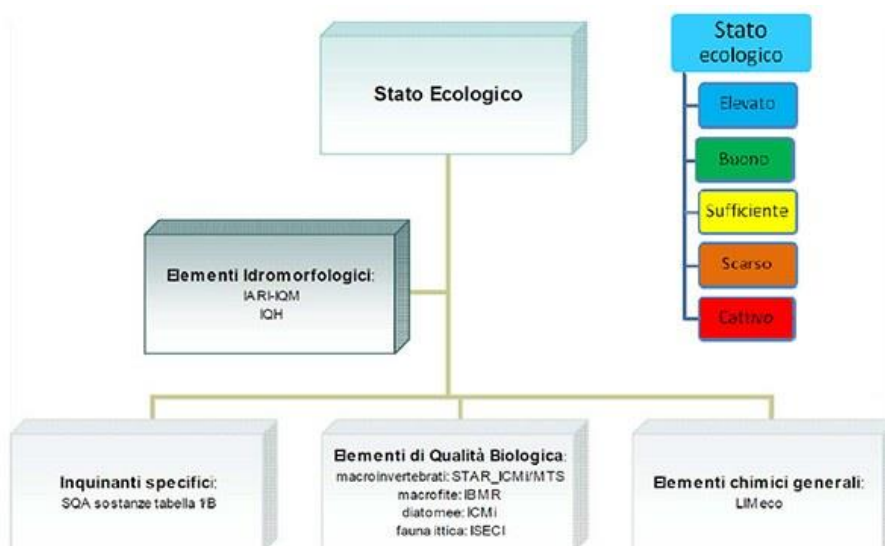 Stato Ecologico
Elementi Idromorfologici:
IARI-IQM
IQH
Inquinanti specifici:
SQA sostanze tabella 1/B
Elementi di Qualità Biologica:
macroinvertebrati: STAR_ICMi/MTS
macrofite: IBMR
diatomee: ICMi
fauna ittica: ISECI
Elementi chimici generali:
LIMeco
Stato
ecologico
Elevato
Buono
Sufficiente
Scarso
Cattivo